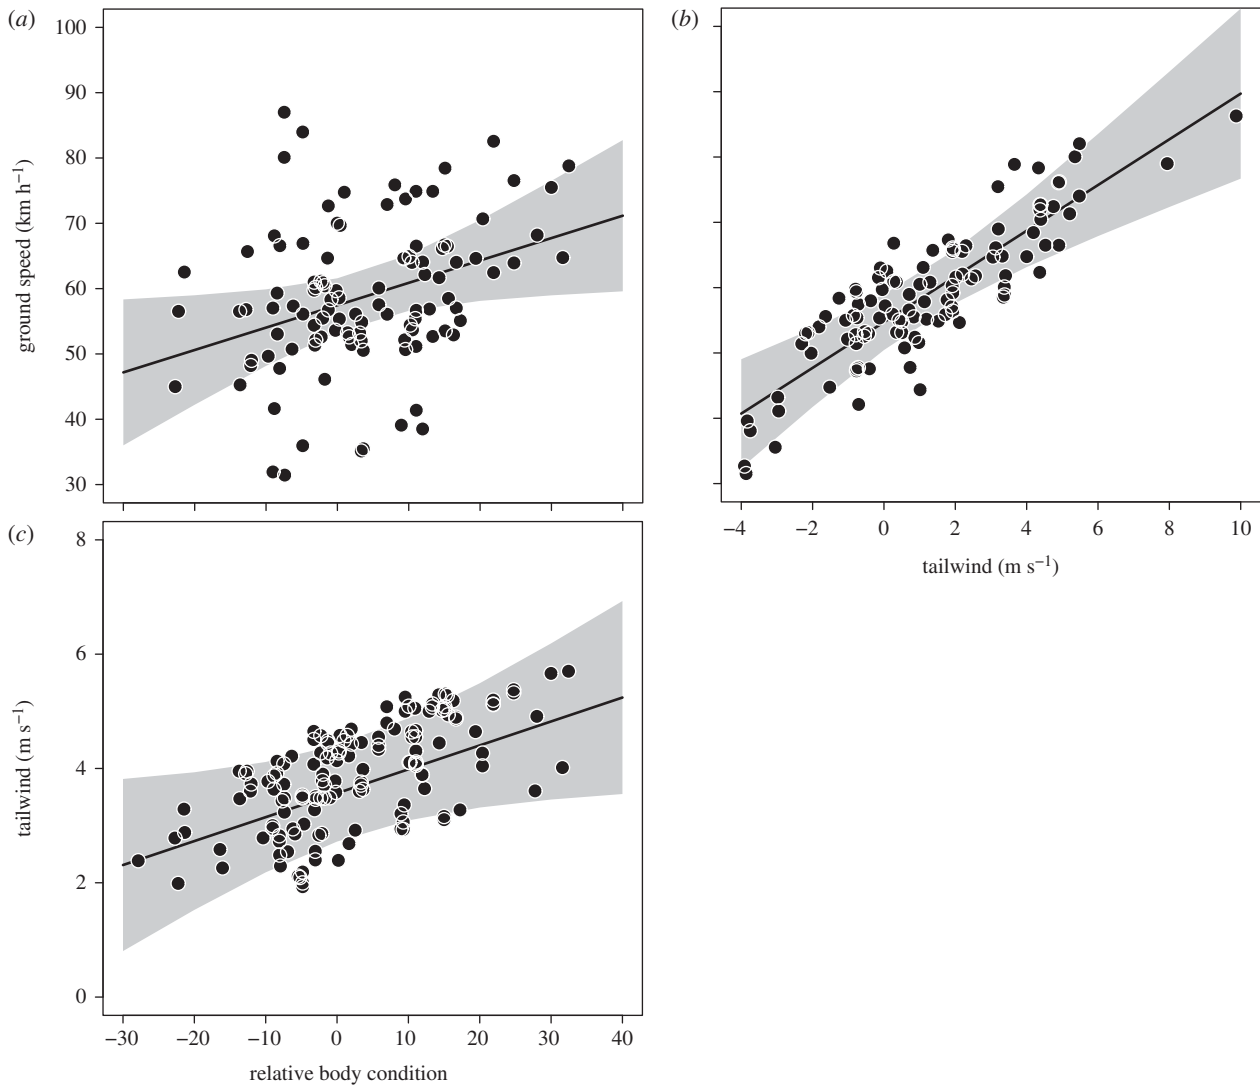 (a)
100
90
80
70
60
50
40
30
ground speed (km h−1)
(b)
−4 −2 0 2 4 6 8 10
tailwind (m s−1)
(c)
8
6
4
2
0
tailwind (m s−1)
−30 −20 −10 0 10 20 30 40
relative body condition